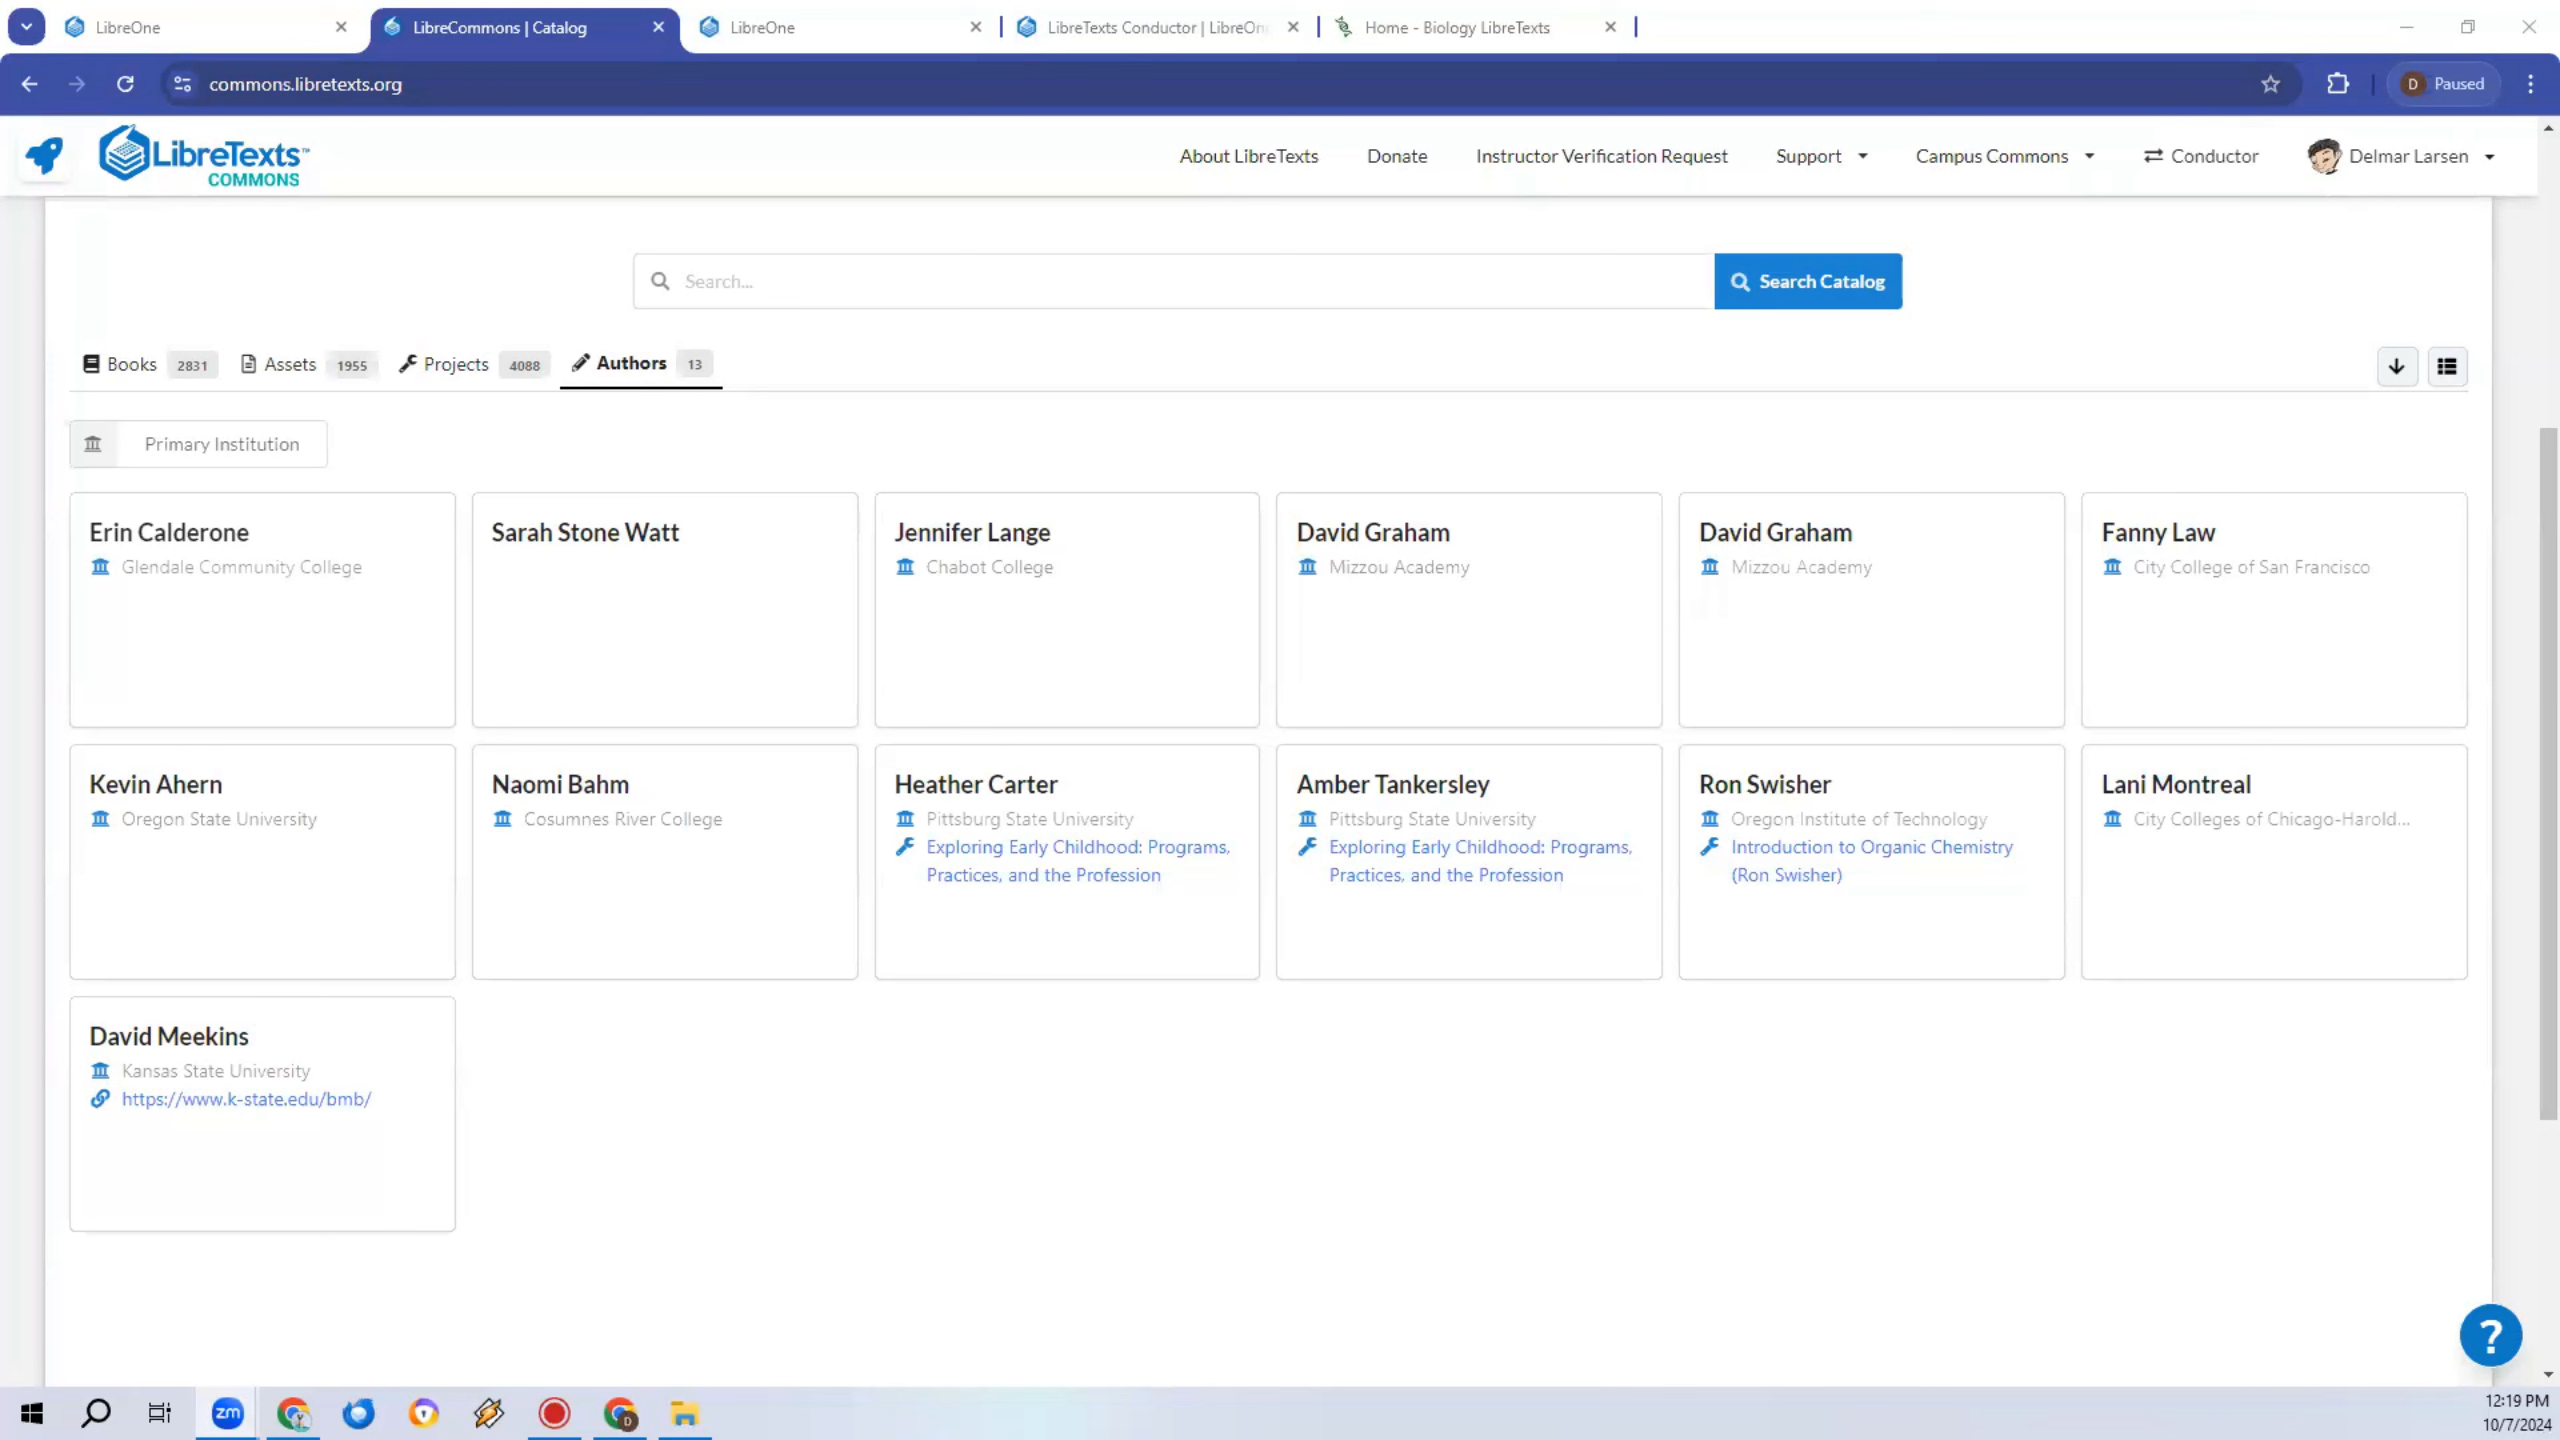 LibreOne
LibreCommons | Catalog
LibreOne
LibreTexts Conductor | LibreOn
Home - Biology LibreTexts
commons.libretexts.org
D Paused
LibreTexts™
COMMONS
About LibreTexts
Donate
Instructor Verification Request
Support
Campus Commons
Conductor
Delmar Larsen
Search...
Search Catalog
Books 2831
Assets 1955
Projects 4088
Authors 13
Primary Institution
Erin Calderone
Glendale Community College
Sarah Stone Watt
Jennifer Lange
Chabot College
David Graham
Mizzou Academy
David Graham
Mizzou Academy
Fanny Law
City College of San Francisco
Kevin Ahern
Oregon State University
Naomi Bahm
Cosumnes River College
Heather Carter
Pittsburg State University
Exploring Early Childhood: Programs,
Practices, and the Profession
Amber Tankersley
Pittsburg State University
Exploring Early Childhood: Programs,
Practices, and the Profession
Ron Swisher
Oregon Institute of Technology
Introduction to Organic Chemistry
(Ron Swisher)
Lani Montreal
City Colleges of Chicago-Harold...
David Meekins
Kansas State University
https://www.k-state.edu/bmb/
?
zm
D
12:19 PM
10/7/2024